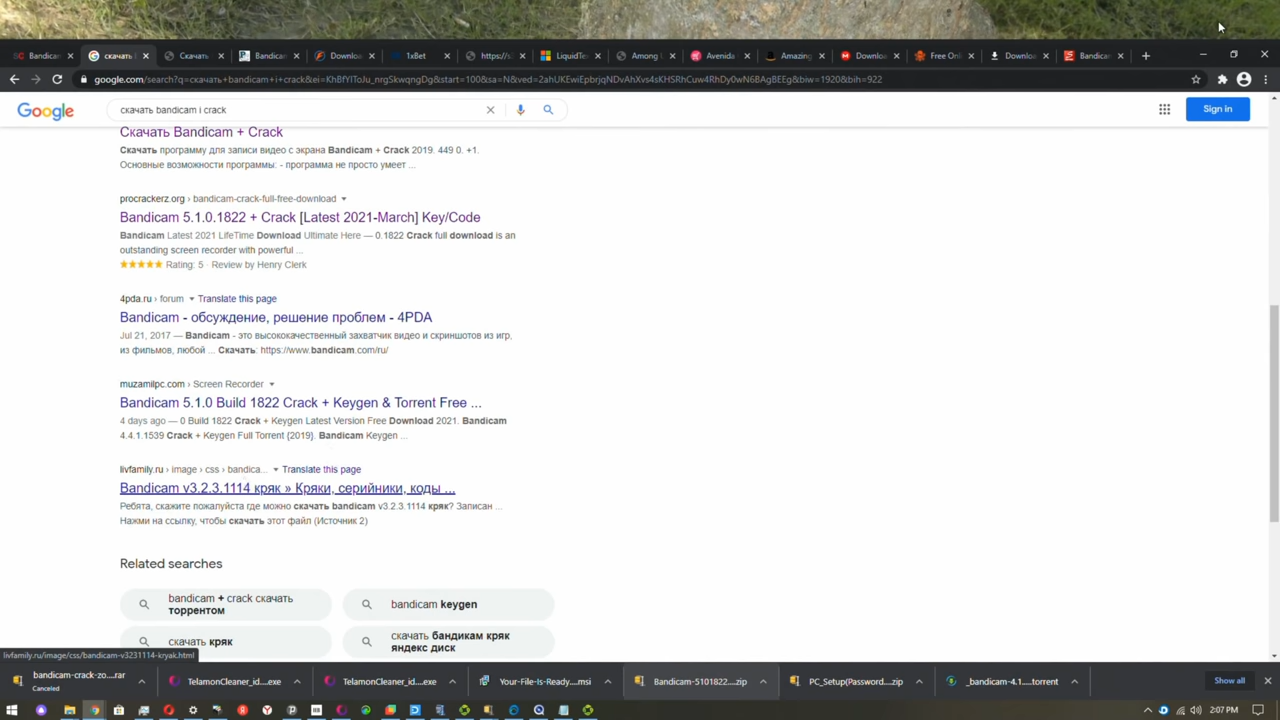 Bandican
скачать
Скачать
Bandican
Downlo
1xBet
https://s
LiquidTe
Among
Avenida
Amazing
Downlo
Free Onl
Downlo
Bandican
google.com/search?q=скачать+bandicam+i+crack&ei=KhBfYIToJu_nrgSkwqngDg&start=100&sa=N&ved=2ahUKEwiEpbrjqNDvAhXvs4sKHSRhCuw4RhDy0wN6BAgBEEg&biw=1920&bih=922
Google
скачать bandicam i crack
Sign in
Скачать Bandicam + Crack
Скачать программу для записи видео с экрана Bandicam + Crack 2019. 449 0. +1.
Основные возможности программы: - программа не просто умеет ...
procrackerz.org › bandicam-crack-full-free-download
Bandicam 5.1.0.1822 + Crack [Latest 2021-March] Key/Code
Bandicam Latest 2021 LifeTime Download Ultimate Here — 0.1822 Crack full download is an
outstanding screen recorder with powerful ...
Rating: 5 · Review by Henry Clerk
4pda.ru › forum Translate this page
Bandicam - обсуждение, решение проблем - 4PDA
Jul 21, 2017 — Bandicam - это высококачественный захватчик видео и скриншотов из игр,
из фильмов, любой ... Скачать: https://www.bandicam.com/ru/
muzamilpc.com › Screen Recorder
Bandicam 5.1.0 Build 1822 Crack + Keygen & Torrent Free ...
4 days ago — 0 Build 1822 Crack + Keygen Latest Version Free Download 2021. Bandicam
4.4.1.1539 Crack + Keygen Full Torrent {2019}. Bandicam Keygen ...
livfamily.ru › image › css › bandica... Translate this page
Bandicam v3.2.3.1114 кряк » Кряки, серийники, коды ...
Ребята, скажите пожалуйста где можно скачать bandicam v3.2.3.1114 кряк? Записан ...
Нажми на ссылку, чтобы скачать этот файл (Источник 2)
Related searches
bandicam + crack скачать
торрентом
bandicam keygen
скачать кряк
скачать бандикам кряк
яндекс диск
livfamily.ru/image/css/bandicam-v3231114-kryak.html
bandicam-crack-zo....rar
Canceled
TelamonCleaner_id....exe
TelamonCleaner_id....exe
Your-File-Is-Ready....msi
Bandicam-5101822....zip
PC_Setup(Password....zip
_bandicam-4.1.....torrent
Show all
2:07 PM